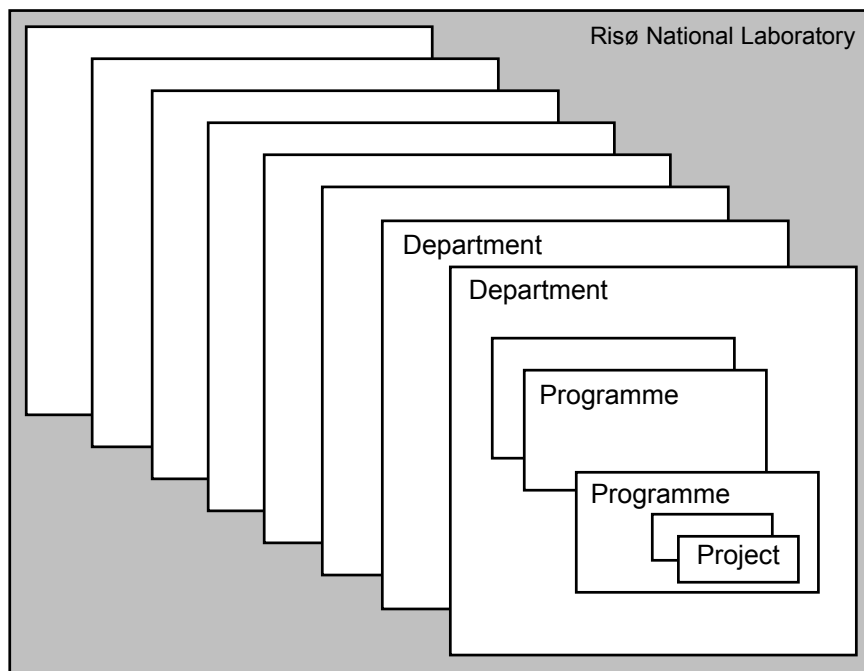 Risø National Laboratory
Department
Department
Programme
Programme
Project